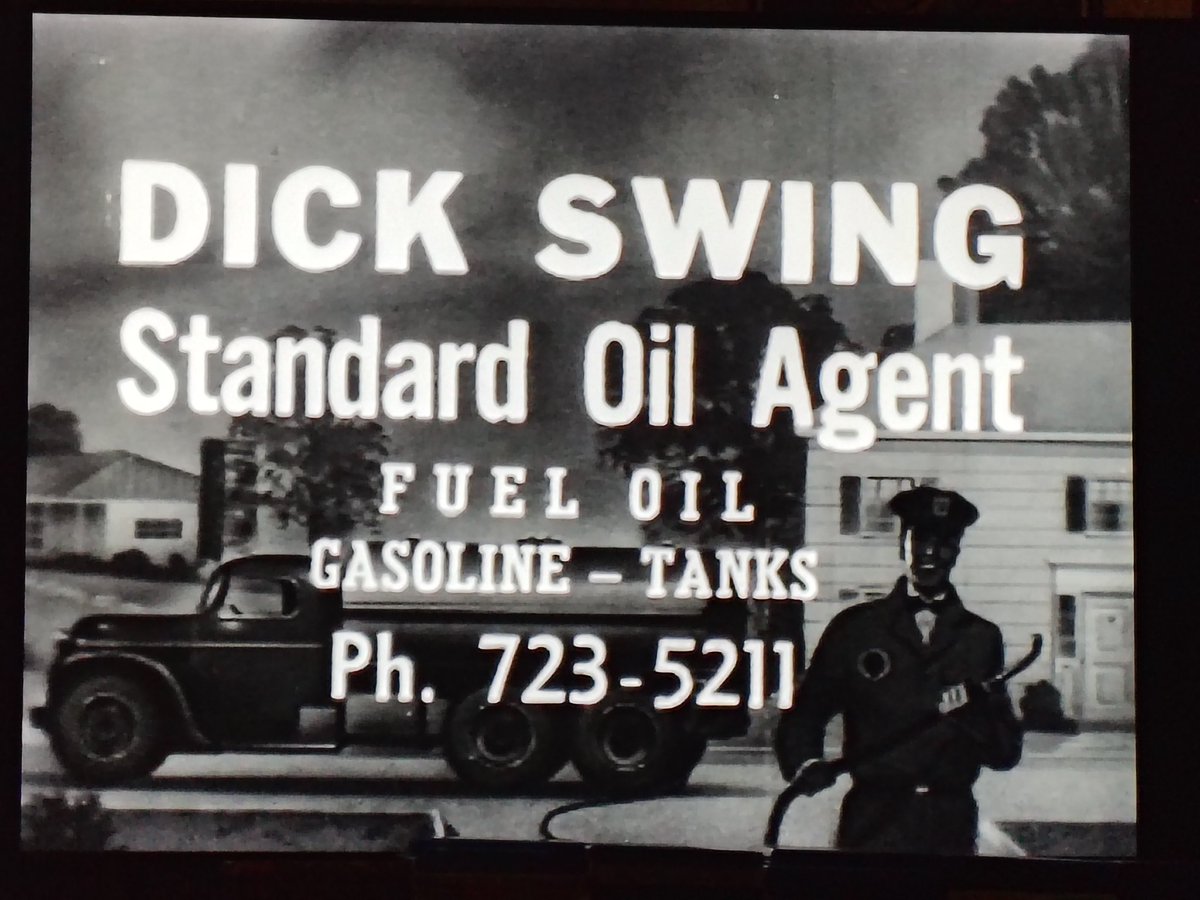 DICK SWING
Standard Oil Agent
FUEL OIL
GASOLINE - TANKS
Ph. 723-5211